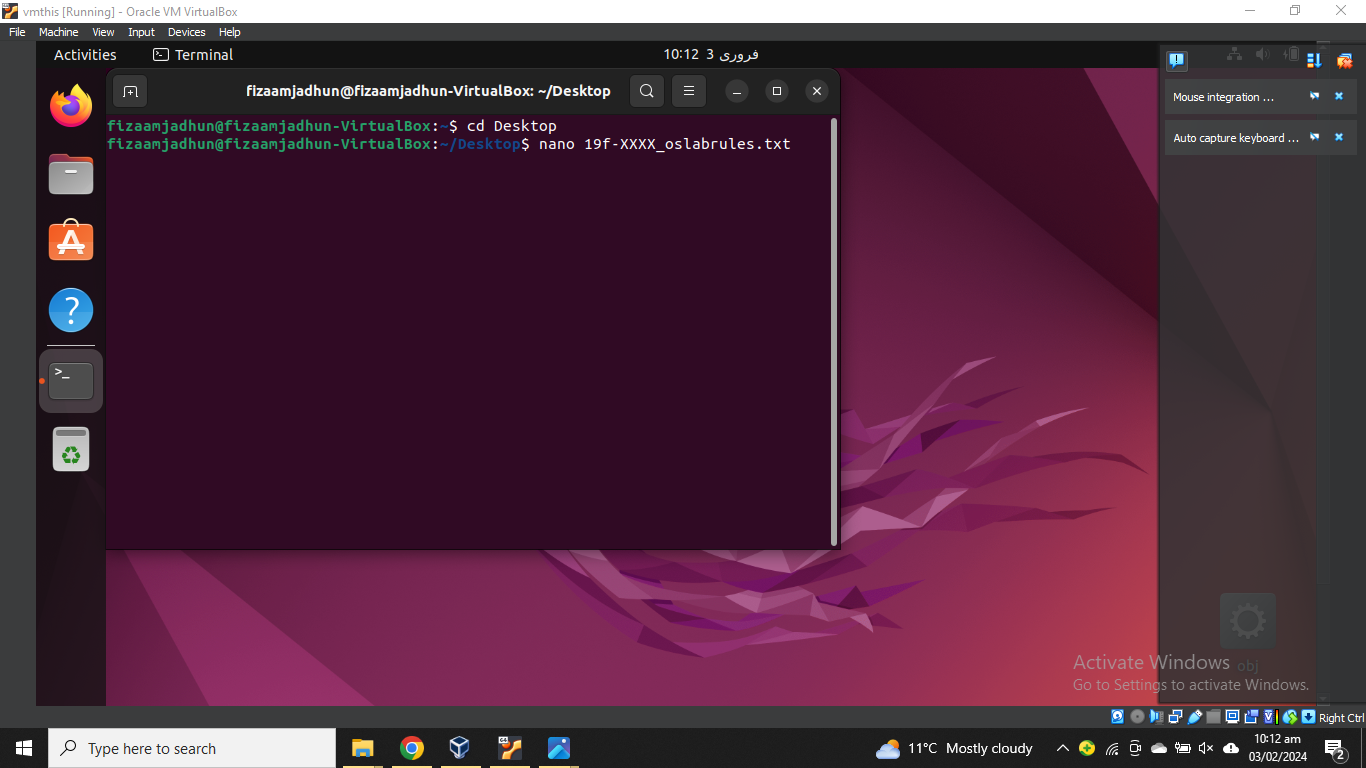 vmthis [Running] - Oracle VM VirtualBox
File Machine View Input Devices Help
Activities Terminal 10:12 3 فروری
fizaamjadhun@fizaamjadhun-VirtualBox: ~/Desktop
Mouse integration ...
Auto capture keyboard ...
fizaamjadhun@fizaamjadhun-VirtualBox:~$ cd Desktop
fizaamjadhun@fizaamjadhun-VirtualBox:~/Desktop$ nano 19f-XXXX_oslabrules.txt
>_
obj
Activate Windows
Go to Settings to activate Windows.
Right Ctrl
Type here to search
64
11°C Mostly cloudy
10:12 am
03/02/2024
2